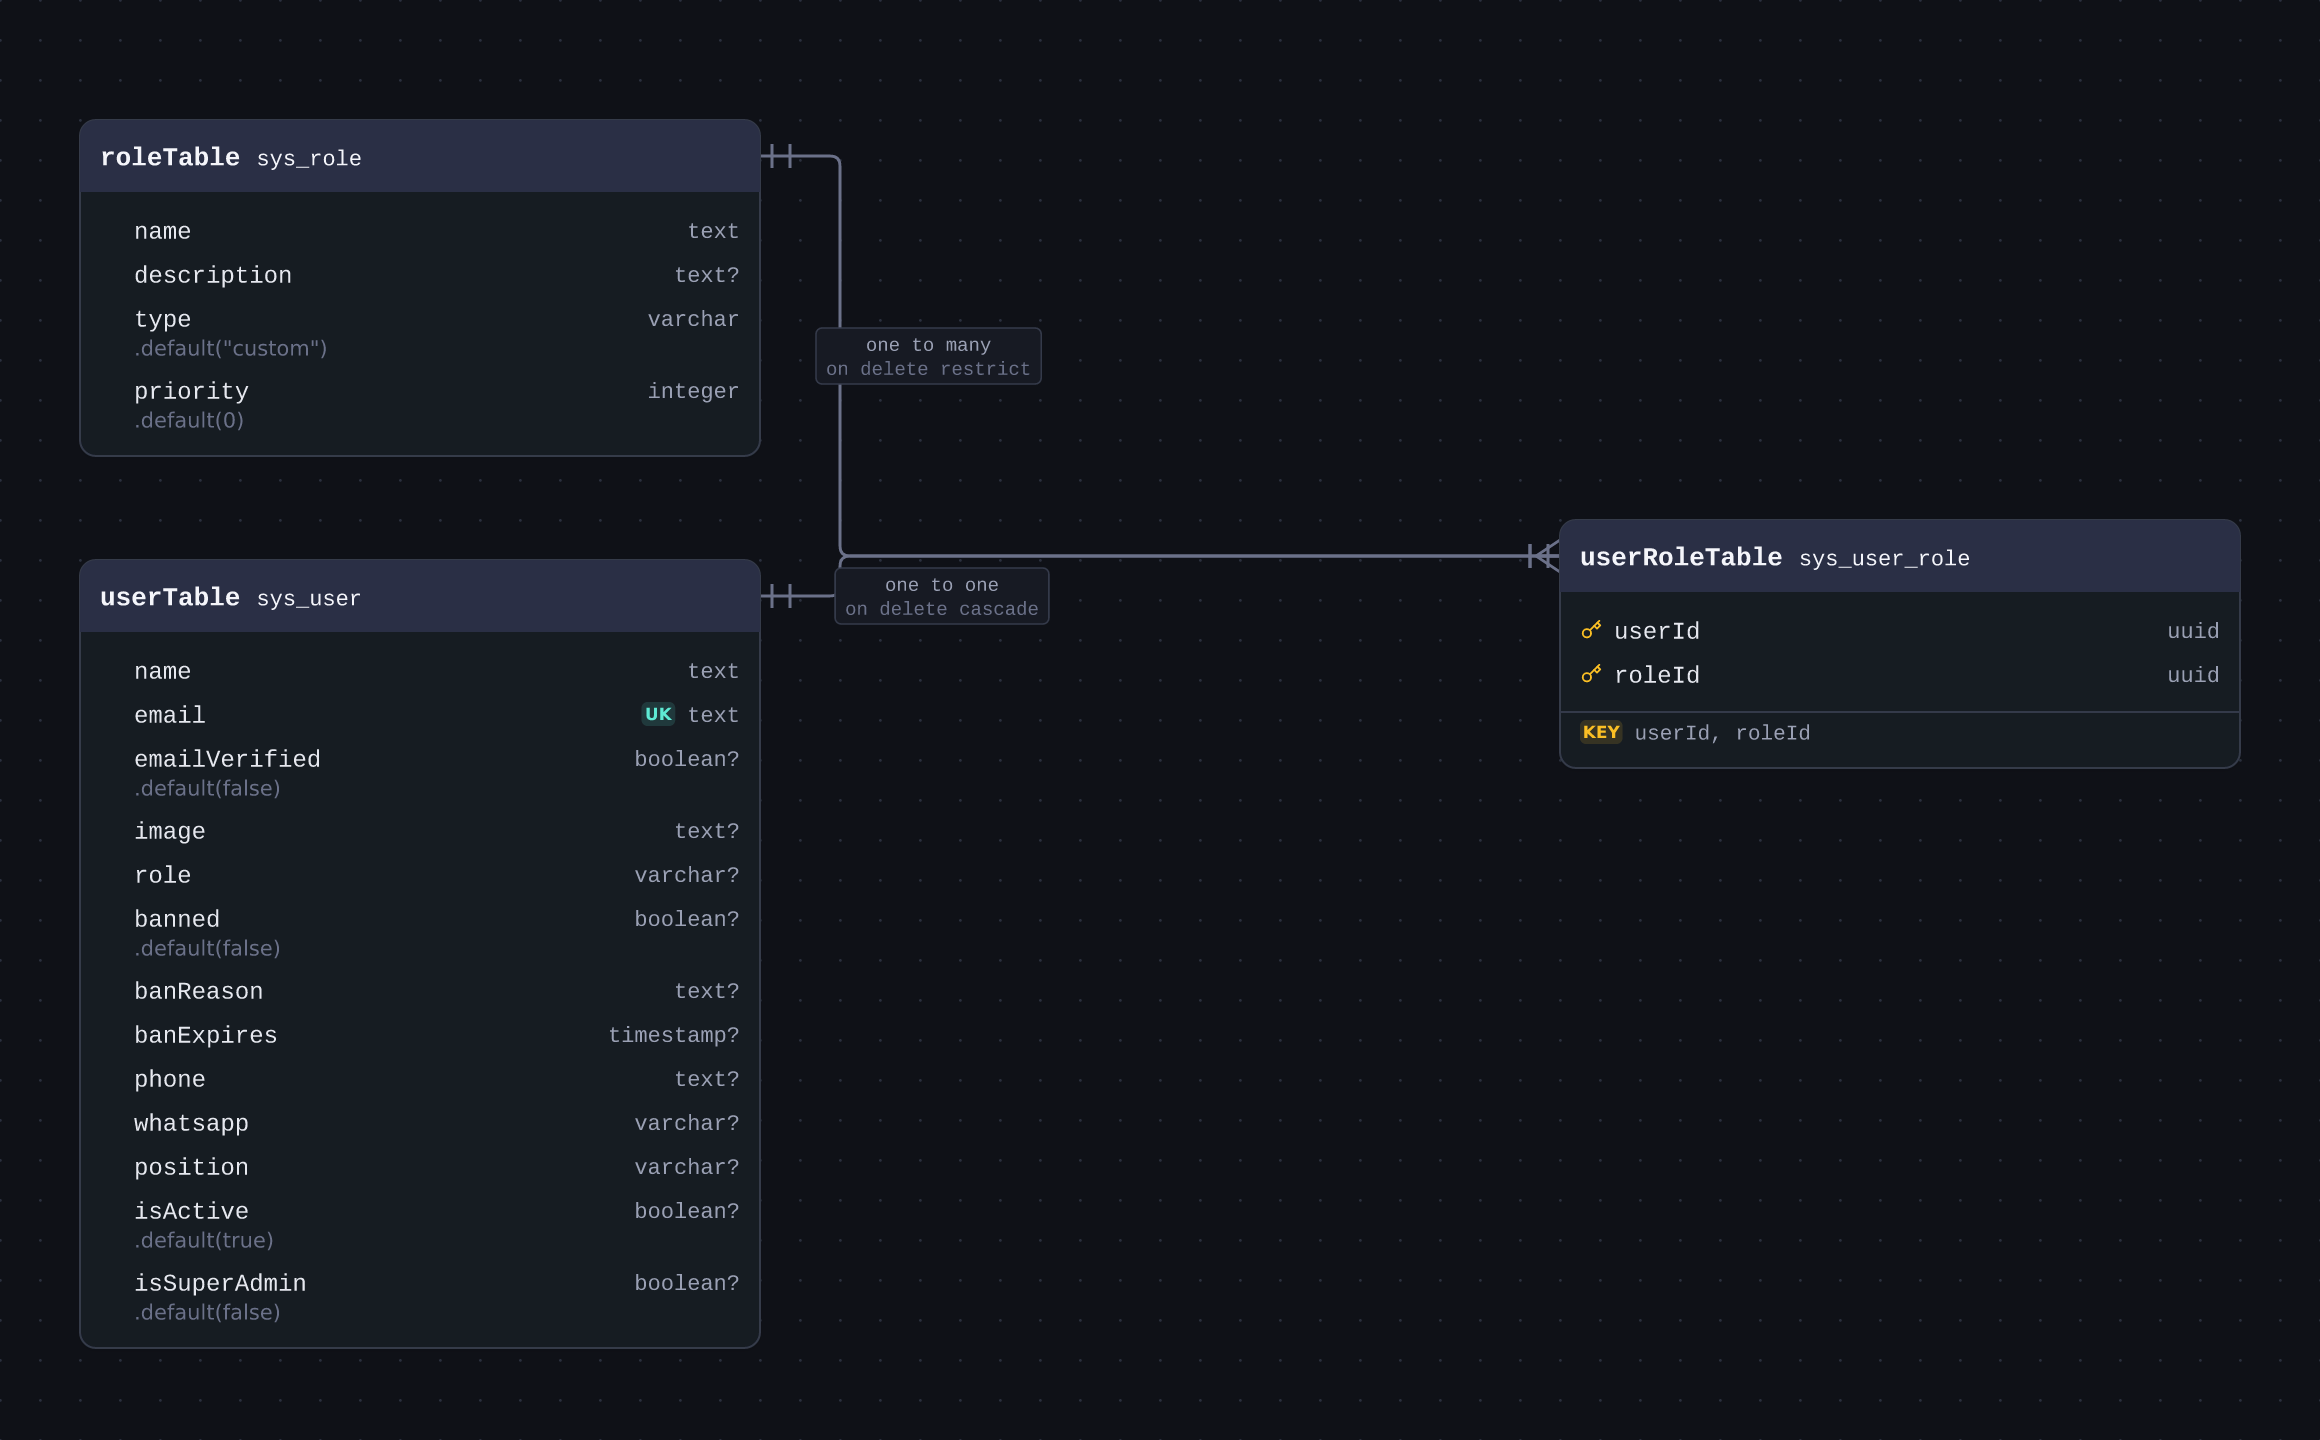 roleTable sys_role
name text
description text?
type varchar
.default("custom")
priority integer
.default(0)
one to many
on delete restrict
userTable sys_user
name text
email UK text
emailVerified boolean?
.default(false)
image text?
role varchar?
banned boolean?
.default(false)
banReason text?
banExpires timestamp?
phone text?
whatsapp varchar?
position varchar?
isActive boolean?
.default(true)
isSuperAdmin boolean?
.default(false)
one to one
on delete cascade
userRoleTable sys_user_role
userId uuid
roleId uuid
KEY userId, roleId